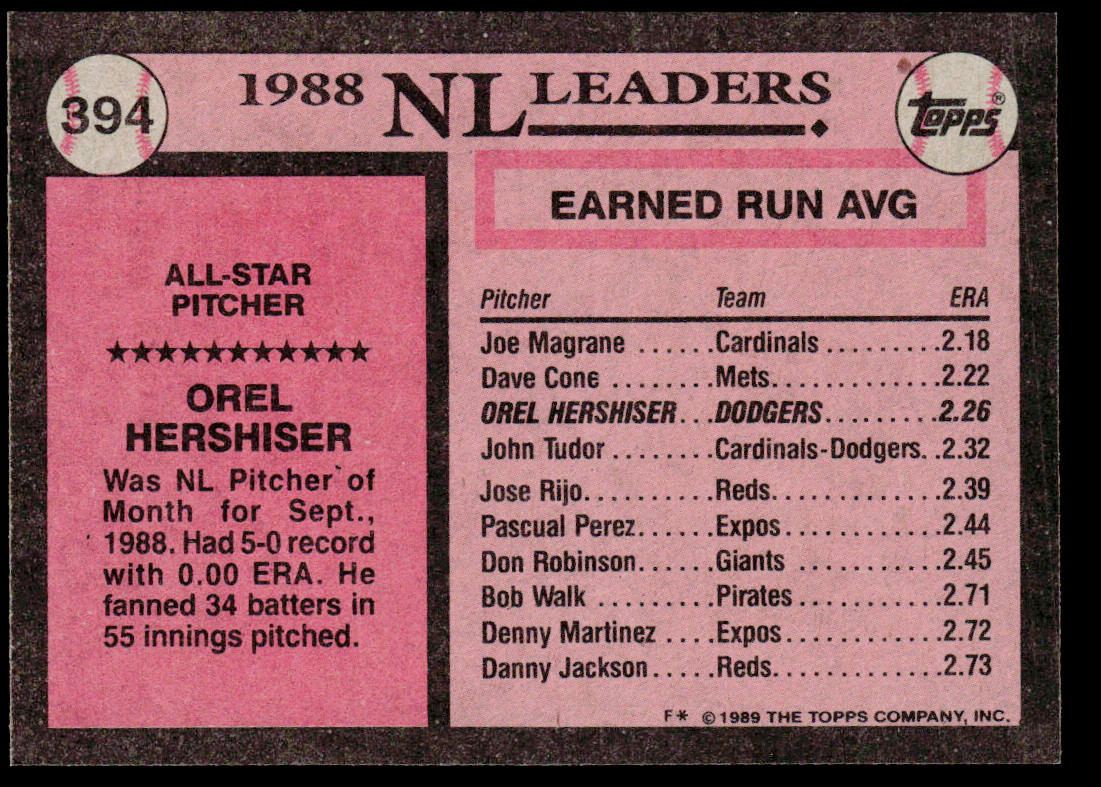 394
1988 NL LEADERS
Topps®
EARNED RUN AVG
ALL-STAR
PITCHER
★★★★★★★★★★★
OREL
HERSHISER
Was NL Pitcher of
Month for Sept.,
1988. Had 5-0 record
with 0.00 ERA. He
fanned 34 batters in
55 innings pitched.
Pitcher Team ERA
Joe Magrane ......Cardinals .........2.18
Dave Cone ........Mets.............2.22
OREL HERSHISER...DODGERS.........2.26
John Tudor ........Cardinals-Dodgers. .2.32
Jose Rijo...........Reds.............2.39
Pascual Perez......Expos............2.44
Don Robinson......Giants ...........2.45
Bob Walk .........Pirates ...........2.71
Denny Martinez ....Expos............2.72
Danny Jackson.....Reds.............2.73
F* ©1989 THE TOPPS COMPANY, INC.